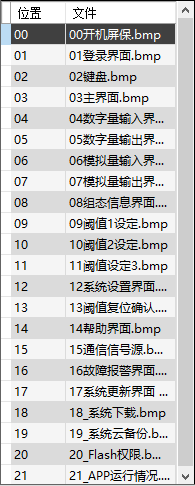 位置 文件
00 00开机屏保.bmp
01 01登录界面.bmp
02 02键盘.bmp
03 03主界面.bmp
04 04数字量输入界...
05 05数字量输出界...
06 06模拟量输入界...
07 07模拟量输出界...
08 08组态信息界面....
09 09阈值1设定.bmp
10 10阈值2设定.bmp
11 11阈值设定3.bmp
12 12系统设置界面....
13 13阈值复位确认....
14 14帮助界面.bmp
15 15通信信号源.b...
16 16故障报警界面....
17 17系统更新界面 ...
18 18_系统下载.bmp
19 19_系统云备份.b...
20 20_Flash权限.b...
21 21_APP运行情况....